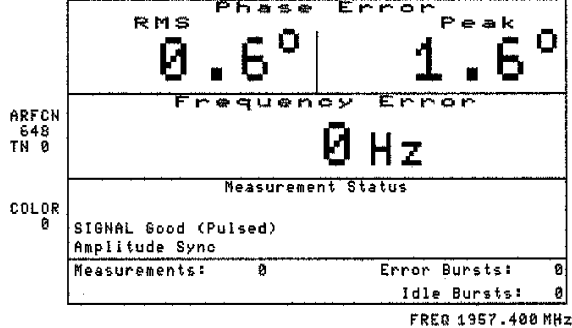 Phase Error
RMS Peak
0.6° 1.6°
Frequency Error
ARFCN
648
TN 0
0 Hz
Measurement Status
COLOR
0
SIGNAL Good (Pulsed)
Amplitude Sync
Measurements: 0 Error Bursts: 0
Idle Bursts: 0
FREQ 1957.400 MHz